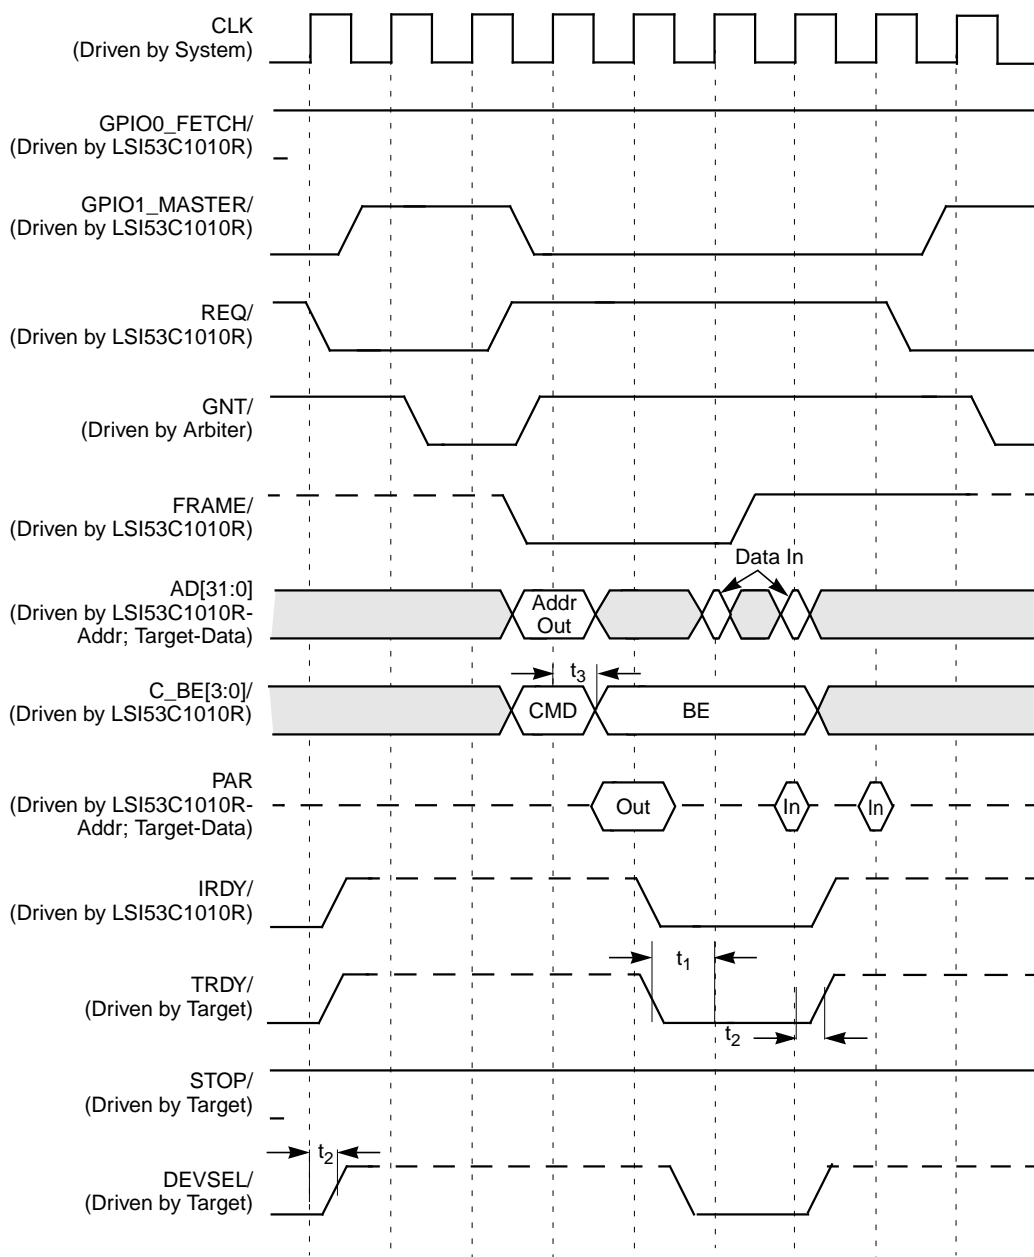 CLK
(Driven by System)
GPIO0_FETCH/
(Driven by LSI53C1010R)
GPIO1_MASTER/
(Driven by LSI53C1010R)
REQ/
(Driven by LSI53C1010R)
GNT/
(Driven by Arbiter)
FRAME/
(Driven by LSI53C1010R)
Data In
AD[31:0]
(Driven by LSI53C1010R-
Addr; Target-Data)
Addr
Out
t3
C_BE[3:0]/
(Driven by LSI53C1010R)
CMD
BE
PAR
(Driven by LSI53C1010R-
Addr; Target-Data)
Out
In
In
IRDY/
(Driven by LSI53C1010R)
t1
TRDY/
(Driven by Target)
t2
STOP/
(Driven by Target)
t2
DEVSEL/
(Driven by Target)